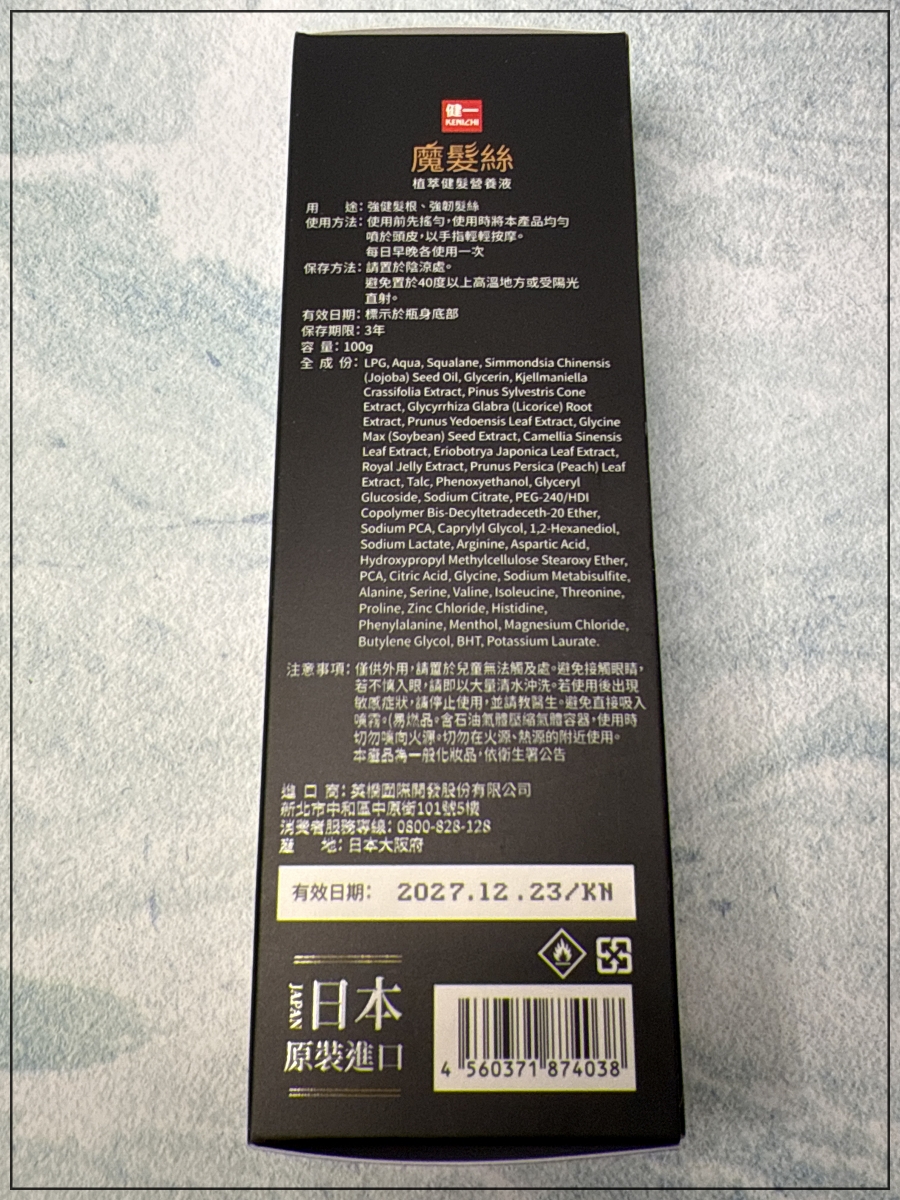 健一
KENICHI
魔髮絲
植萃健髮營養液
用 途：強健髮根、強韌髮絲
使用方法：使用前先搖勻，使用時將本產品均勻
噴於頭皮，以手指輕輕按摩。
每日早晚各使用一次
保存方法：請置於陰涼處。
避免置於40度以上高溫地方或受陽光
直射。
有效日期：標示於瓶身底部
保存期限：3年
容 量：100g
全 成 份：LPG, Aqua, Squalane, Simmondsia Chinensis
(Jojoba) Seed Oil, Glycerin, Kjellmaniella
Crassifolia Extract, Pinus Sylvestris Cone
Extract, Glycyrrhiza Glabra (Licorice) Root
Extract, Prunus Yedoensis Leaf Extract, Glycine
Max (Soybean) Seed Extract, Camellia Sinensis
Leaf Extract, Eriobotrya Japonica Leaf Extract,
Royal Jelly Extract, Prunus Persica (Peach) Leaf
Extract, Talc, Phenoxyethanol, Glyceryl
Glucoside, Sodium Citrate, PEG-240/HDI
Copolymer Bis-Decyltetradeceth-20 Ether,
Sodium PCA, Caprylyl Glycol, 1,2-Hexanediol,
Sodium Lactate, Arginine, Aspartic Acid,
Hydroxypropyl Methylcellulose Stearoxy Ether,
PCA, Citric Acid, Glycine, Sodium Metabisulfite,
Alanine, Serine, Valine, Isoleucine, Threonine,
Proline, Zinc Chloride, Histidine,
Phenylalanine, Menthol, Magnesium Chloride,
Butylene Glycol, BHT, Potassium Laurate.
注意事項：僅供外用，請置於兒童無法觸及處。避免接觸眼睛，
若不慎入眼，請即以大量清水沖洗。若使用後出現
敏感症狀，請停止使用，並請教醫生。避免直接吸入
噴霧。(易燃品。含石油氣體壓縮氣體容器，使用時
切勿噴向火源。切勿在火源、熱源的附近使用。
本產品為一般化妝品，依衛生署公告
進 口 商：英樸國際開發股份有限公司
新北市中和區中原街101號5樓
消費者服務專線：0800-828-128
產 地：日本大阪府
有效日期： 2027.12.23/KN
JAPAN
日本
原裝進口
4 560371 874038